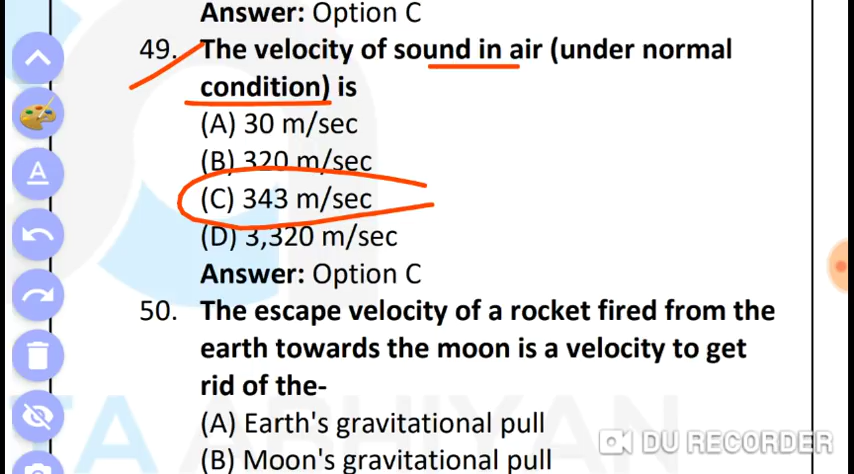 Answer: Option C
49. The velocity of sound in air (under normal
condition) is
(A) 30 m/sec
(B) 320 m/sec
(C) 343 m/sec
(D) 3,320 m/sec
Answer: Option C
50. The escape velocity of a rocket fired from the
earth towards the moon is a velocity to get
rid of the-
(A) Earth's gravitational pull
(B) Moon's gravitational pull
A
TA ABHIYAN
DU RECORDER